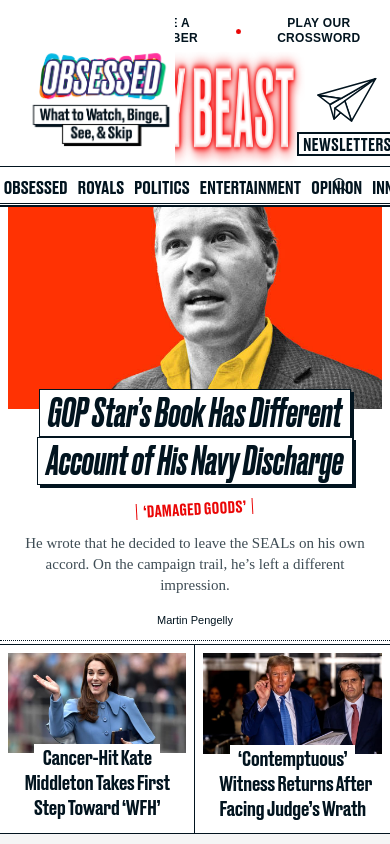 PLAY OUR
CROSSWORD
OBSESSED
What to Watch, Binge,
See, & Skip
BEAST
NEWSLETTERS
OBSESSED ROYALS POLITICS ENTERTAINMENT OPINION
GOP Star's Book Has Different
Account of His Navy Discharge
'DAMAGED GOODS'
He wrote that he decided to leave the SEALs on his own
accord. On the campaign trail, he's left a different
impression.
Martin Pengelly
Cancer-Hit Kate
Middleton Takes First
Step Toward 'WFH'
'Contemptuous'
Witness Returns After
Facing Judge's Wrath